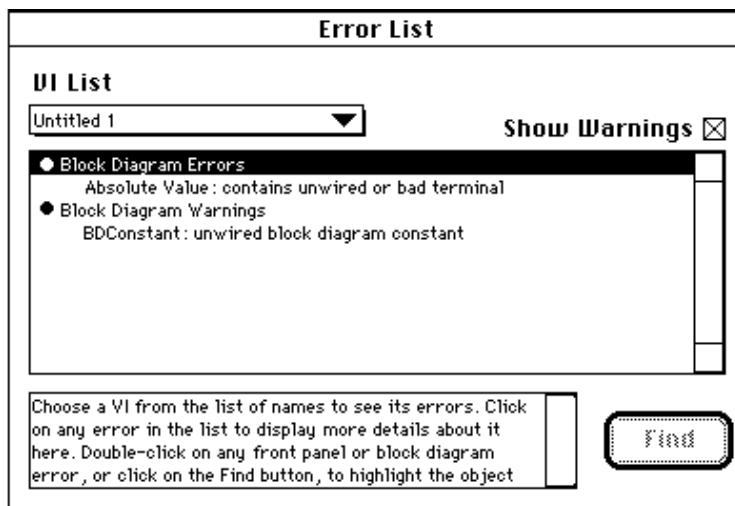 Error List
VI List
Untitled 1
Show Warnings
Block Diagram Errors
Absolute Value : contains unwired or bad terminal
Block Diagram Warnings
BDConstant : unwired block diagram constant
Choose a VI from the list of names to see its errors. Click
on any error in the list to display more details about it
here. Double-click on any front panel or block diagram
error, or click on the Find button, to highlight the object
Find